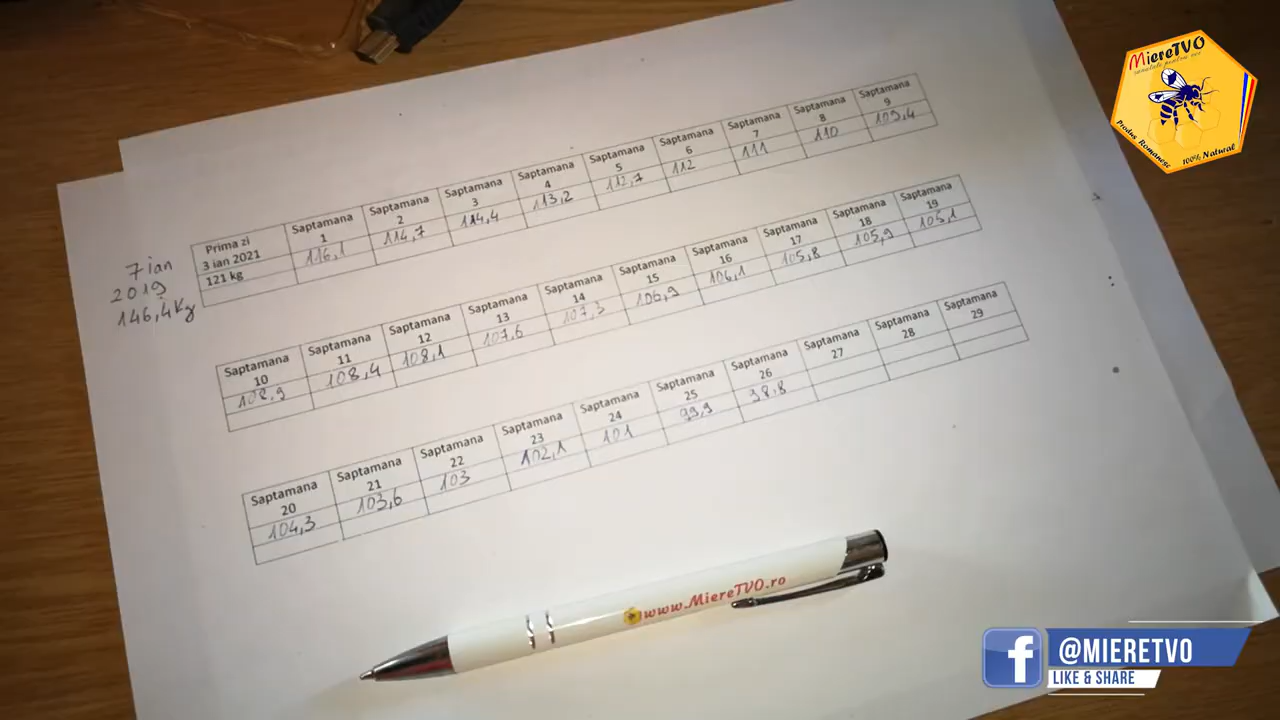 7 ian
2019
146,4 kg
Prima zi
3 ian 2021
121 kg
Saptamana 1 116,1
Saptamana 2 114,7
Saptamana 3 114,4
Saptamana 4 113,2
Saptamana 5 112,7
Saptamana 6 112
Saptamana 7 111
Saptamana 8 110
Saptamana 9 109,4
Saptamana 10 108,9
Saptamana 11 108,4
Saptamana 12 108,1
Saptamana 13 107,6
Saptamana 14 107,3
Saptamana 15 106,9
Saptamana 16 106,1
Saptamana 17 105,8
Saptamana 18 105,9
Saptamana 19 105,1
Saptamana 20 104,3
Saptamana 21 103,6
Saptamana 22 103
Saptamana 23 102,1
Saptamana 24 101
Saptamana 25 99,9
Saptamana 26 98,8
Saptamana 27
Saptamana 28
Saptamana 29
www.MiereTVO.ro
MiereTVO
sanatate pentru toti
Produs Romanesc
100% Natural
f @MIERETVO
LIKE & SHARE